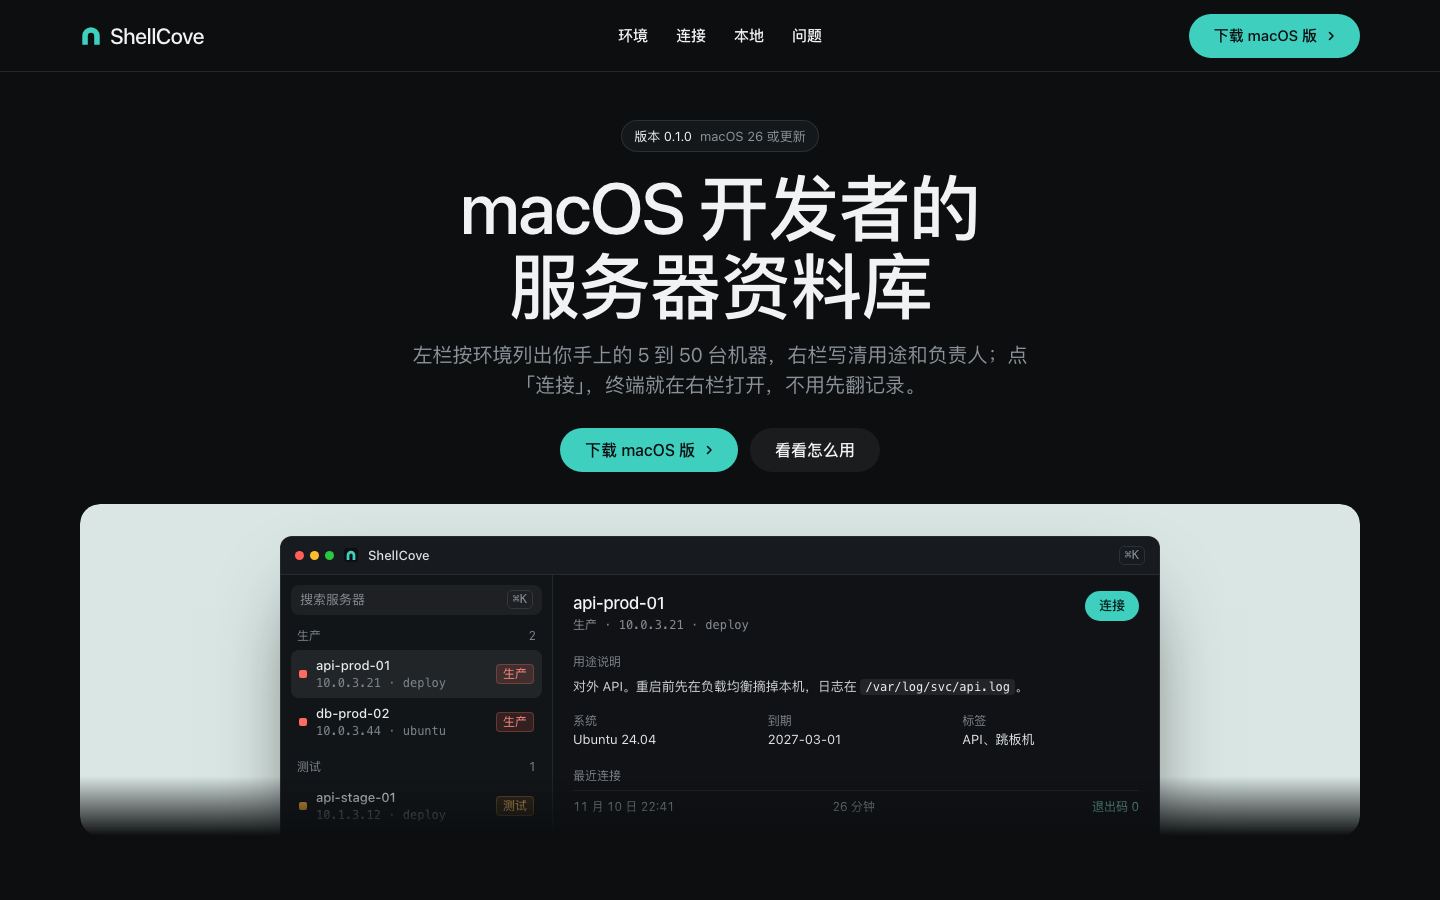 ShellCove
环境 连接 本地 问题
下载 macOS 版
版本 0.1.0 macOS 26 或更新
macOS 开发者的
服务器资料库
左栏按环境列出你手上的 5 到 50 台机器，右栏写清用途和负责人；点
「连接」，终端就在右栏打开，不用先翻记录。
下载 macOS 版
看看怎么用
ShellCove
⌘K
搜索服务器 ⌘K
生产 2
api-prod-01
10.0.3.21 · deploy
生产
db-prod-02
10.0.3.44 · ubuntu
生产
测试 1
api-stage-01
10.1.3.12 · deploy
测试
api-prod-01
生产 · 10.0.3.21 · deploy
连接
用途说明
对外 API。重启前先在负载均衡摘掉本机，日志在 /var/log/svc/api.log 。
系统 到期 标签
Ubuntu 24.04 2027-03-01 API、跳板机
最近连接
11 月 10 日 22:41 26 分钟 退出码 0